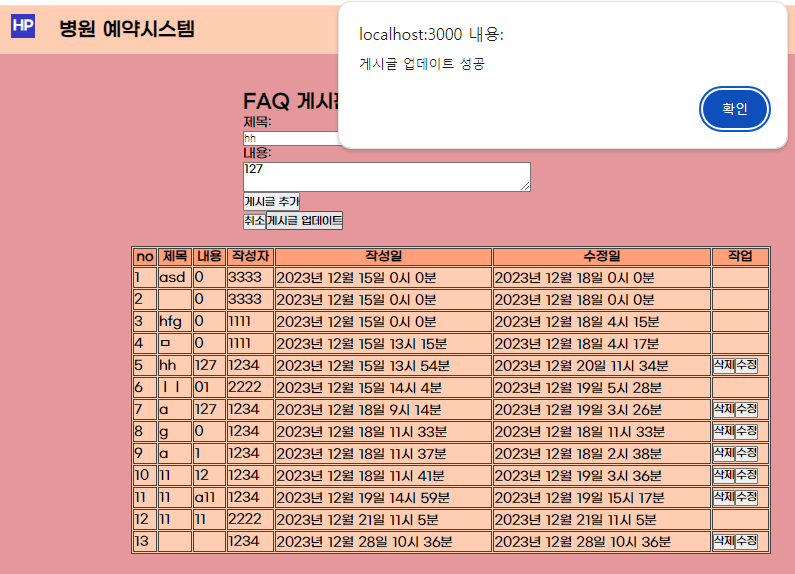 HP 병원 예약시스템
localhost:3000 내용:
게시글 업데이트 성공
확인
FAQ 게시
제목:
hh
내용:
127
게시글 추가
취소 게시글 업데이트
no 제목 내용 작성자 작성일 수정일 작업
1 asd 0 3333 2023년 12월 15일 0시 0분 2023년 12월 18일 0시 0분
2 0 3333 2023년 12월 15일 0시 0분 2023년 12월 18일 0시 0분
3 hfg 0 1111 2023년 12월 15일 0시 0분 2023년 12월 18일 4시 15분
4 ㅁ 0 1111 2023년 12월 15일 13시 15분 2023년 12월 18일 4시 17분
5 hh 127 1234 2023년 12월 15일 13시 54분 2023년 12월 20일 11시 34분 삭제 수정
6 ㅣㅣ 01 2222 2023년 12월 15일 14시 4분 2023년 12월 19일 5시 28분
7 a 127 1234 2023년 12월 18일 9시 14분 2023년 12월 19일 3시 26분 삭제 수정
8 g 0 1234 2023년 12월 18일 11시 33분 2023년 12월 18일 11시 33분 삭제 수정
9 a 1 1234 2023년 12월 18일 11시 37분 2023년 12월 18일 2시 38분 삭제 수정
10 11 12 1234 2023년 12월 18일 11시 41분 2023년 12월 19일 3시 36분 삭제 수정
11 11 a11 1234 2023년 12월 19일 14시 59분 2023년 12월 19일 15시 17분 삭제 수정
12 11 11 2222 2023년 12월 21일 11시 5분 2023년 12월 21일 11시 5분
13 1234 2023년 12월 28일 10시 36분 2023년 12월 28일 10시 36분 삭제 수정